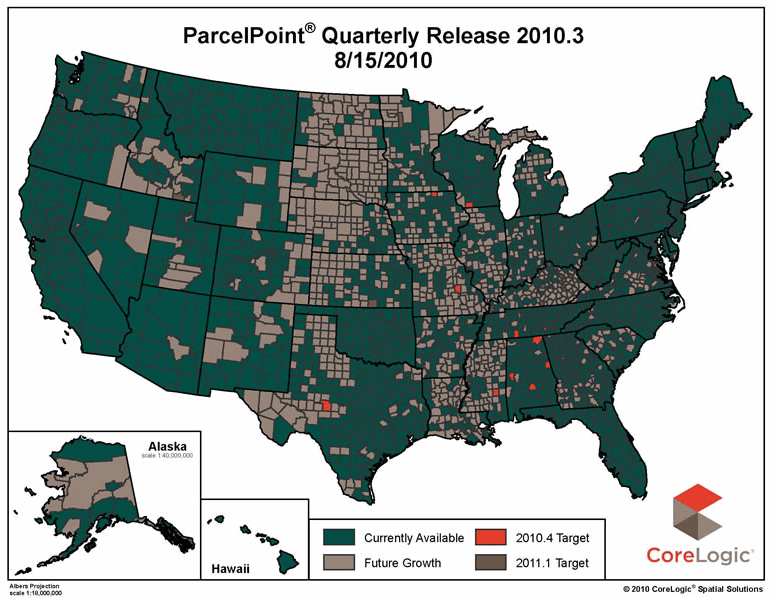 ParcelPoint® Quarterly Release 2010.3
8/15/2010
Alaska
scale 1:40,000,000
Hawaii
Currently Available
2010.4 Target
Future Growth
2011.1 Target
CoreLogic®
Albers Projection
scale 1:18,000,000
© 2010 CoreLogic® Spatial Solutions